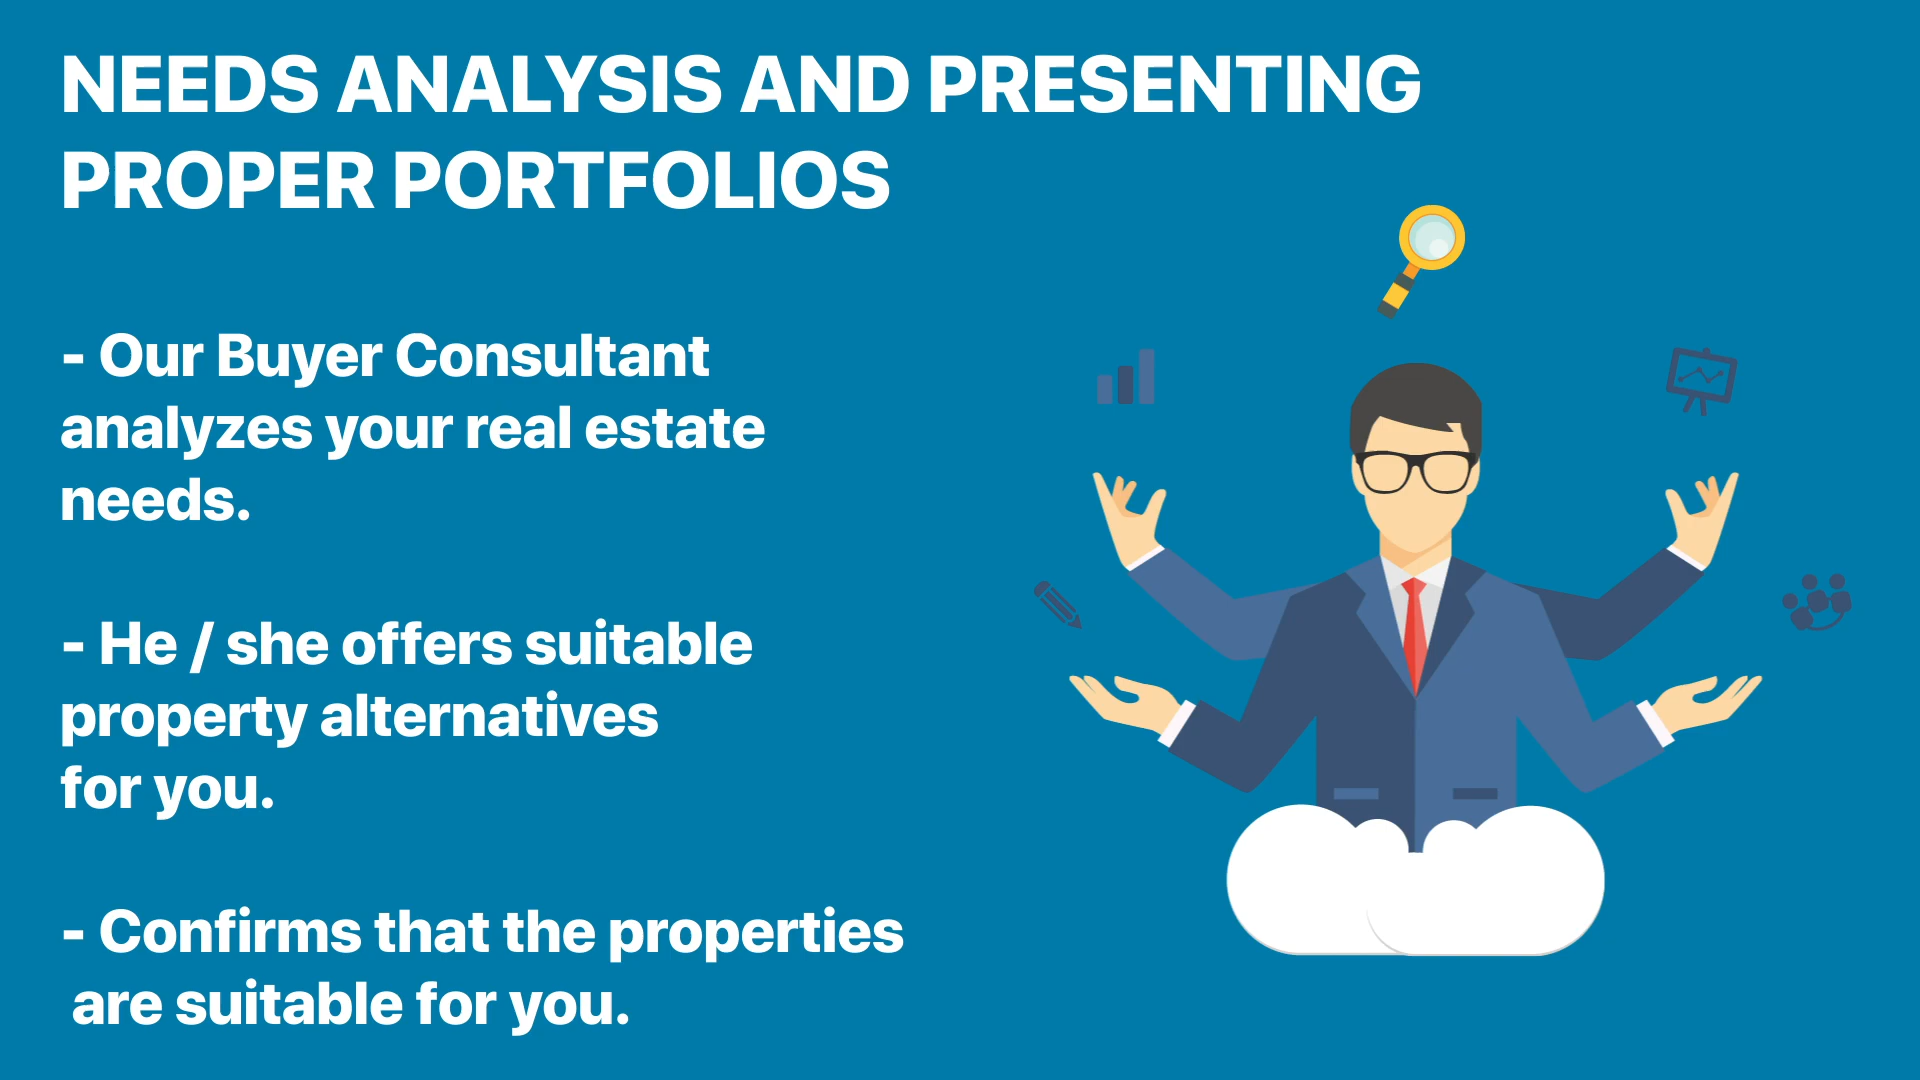 NEEDS ANALYSIS AND PRESENTING
PROPER PORTFOLIOS
- Our Buyer Consultant
analyzes your real estate
needs.
- He / she offers suitable
property alternatives
for you.
- Confirms that the properties
are suitable for you.